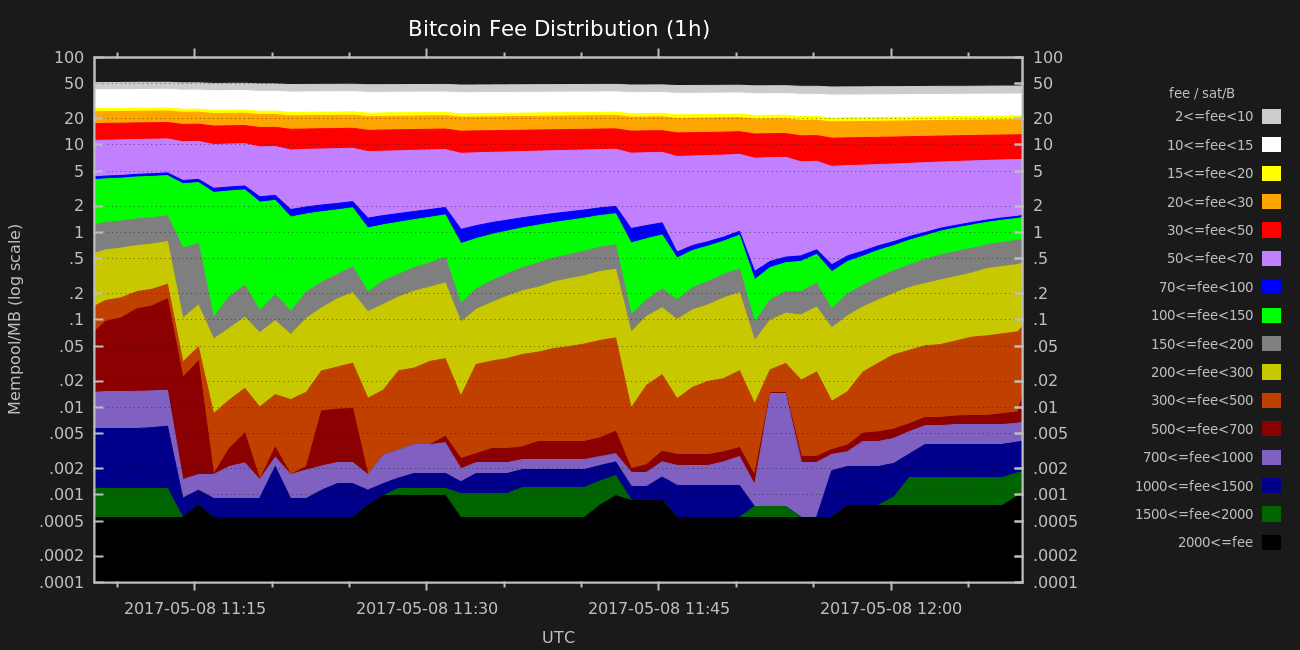 Bitcoin Fee Distribution (1h)
Mempool/MB (log scale)
100
50
20
10
5
2
1
.5
.2
.1
.05
.02
.01
.005
.002
.001
.0005
.0002
.0001
100
50
20
10
5
2
1
.5
.2
.1
.05
.02
.01
.005
.002
.001
.0005
.0002
.0001
2017-05-08 11:15
2017-05-08 11:30
2017-05-08 11:45
2017-05-08 12:00
UTC
fee / sat/B
2<=fee<10
10<=fee<15
15<=fee<20
20<=fee<30
30<=fee<50
50<=fee<70
70<=fee<100
100<=fee<150
150<=fee<200
200<=fee<300
300<=fee<500
500<=fee<700
700<=fee<1000
1000<=fee<1500
1500<=fee<2000
2000<=fee